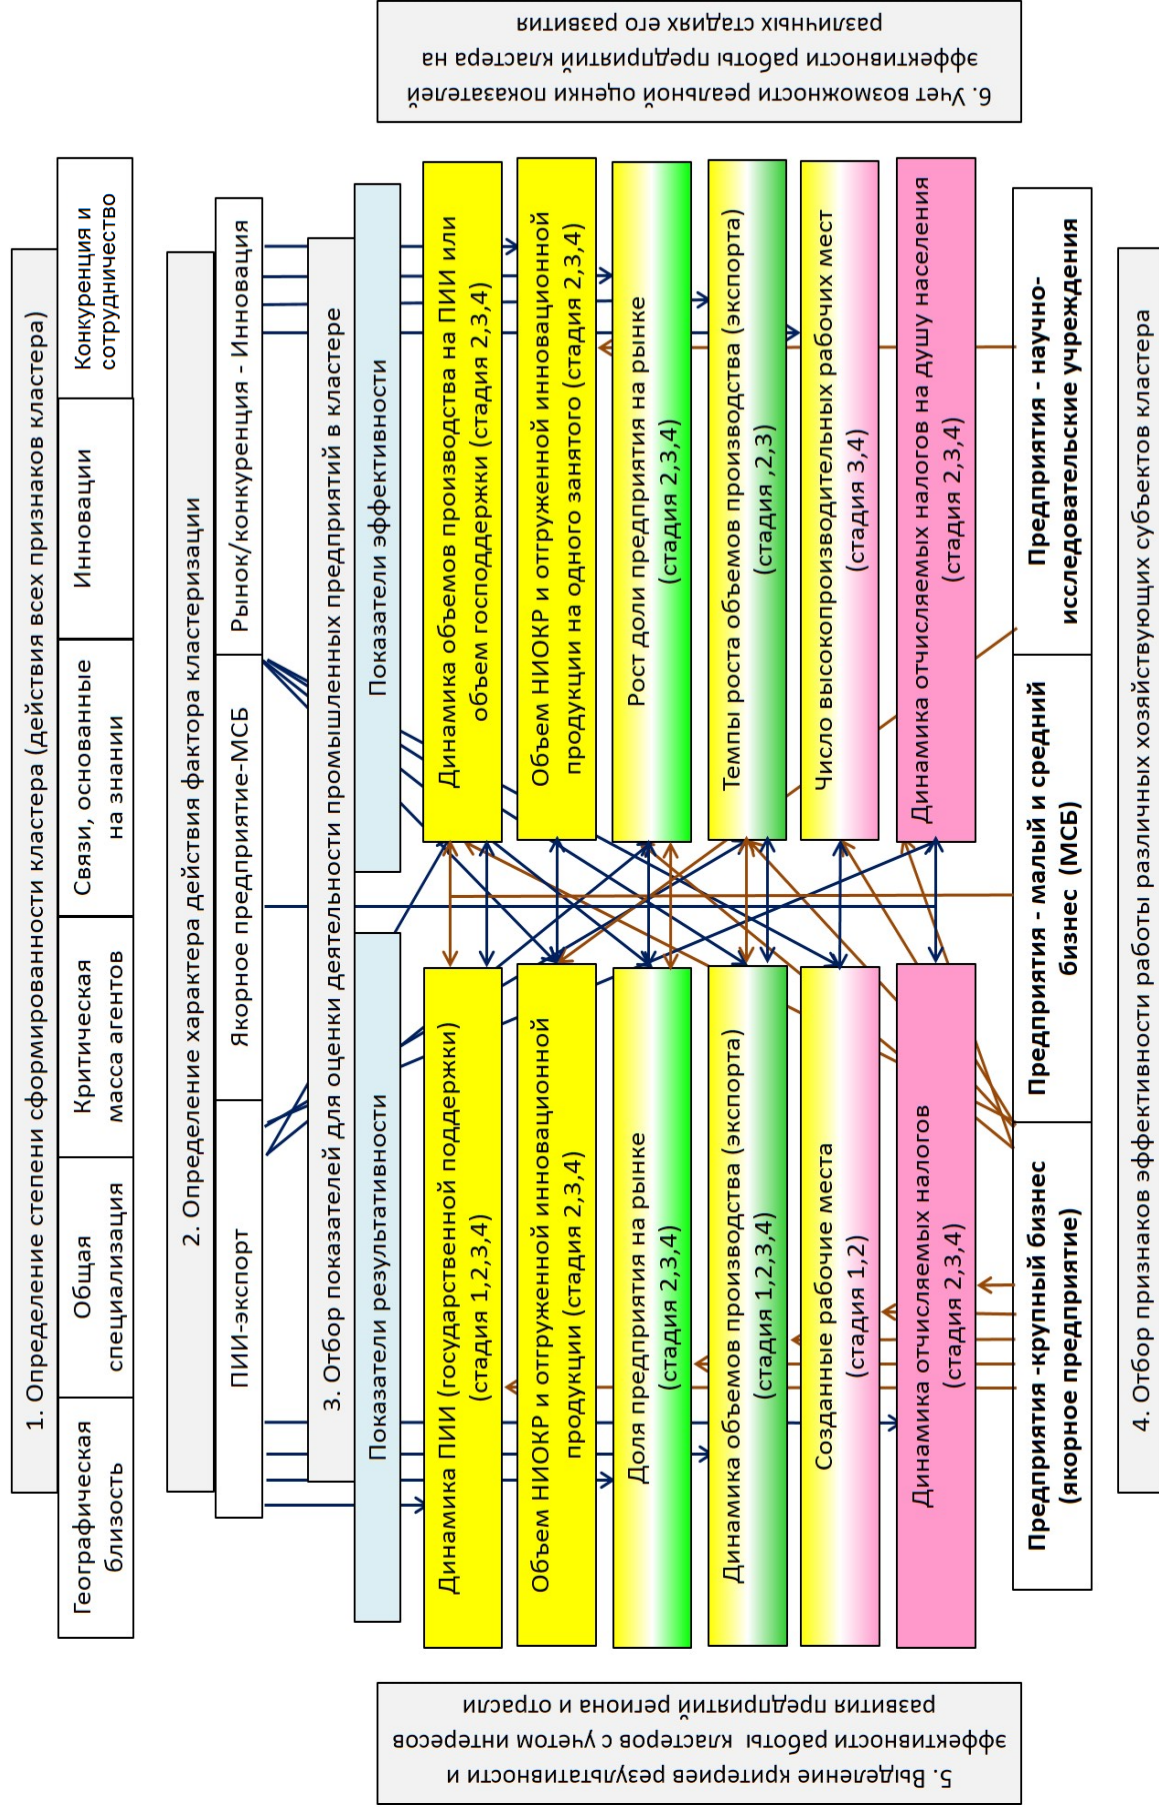 1. Определение степени сформированности кластера (действия всех признаков кластера)
Географическая
близость
Общая
специализация
Критическая
масса агентов
Связи, основанные
на знании
Инновации
Конкуренция и
сотрудничество
2. Определение характера действия фактора кластеризации
ПИИ-экспорт
Якорное предприятие-МСБ
Рынок/конкуренция - Инновация
3. Отбор показателей для оценки деятельности промышленных предприятий в кластере
Показатели результативности
Показатели эффективности
Динамика ПИИ (государственной поддержки)
(стадия 1,2,3,4)
Динамика объемов производства на ПИИ или
объем господдержки (стадия 2,3,4)
Объем НИОКР и отгруженной инновационной
продукции (стадия 2,3,4)
Объем НИОКР и отгруженной инновационной
продукции на одного занятого (стадия 2,3,4)
Доля предприятия на рынке
(стадия 2,3,4)
Рост доли предприятия на рынке
(стадия 2,3,4)
Динамика объемов производства (экспорта)
(стадия 1,2,3,4)
Темпы роста объемов производства (экспорта)
(стадия ,2,3)
Созданные рабочие места
(стадия 1,2)
Число высокопроизводительных рабочих мест
(стадия 3,4)
Динамика отчисляемых налогов
(стадия 2,3,4)
Динамика отчисляемых налогов на душу населения
(стадия 2,3,4)
Предприятия -крупный бизнес
(якорное предприятие)
Предприятия - малый и средний
бизнес (МСБ)
Предприятия - научно-
исследовательские учреждения
4. Отбор признаков эффективности работы различных хозяйствующих субъектов кластера
5. Выделение критериев результативности и
эффективности работы кластеров с учетом интересов
развития предприятий региона и отрасли
6. Учет возможности реальной оценки показателей
эффективности работы предприятий кластера на
различных стадиях его развития